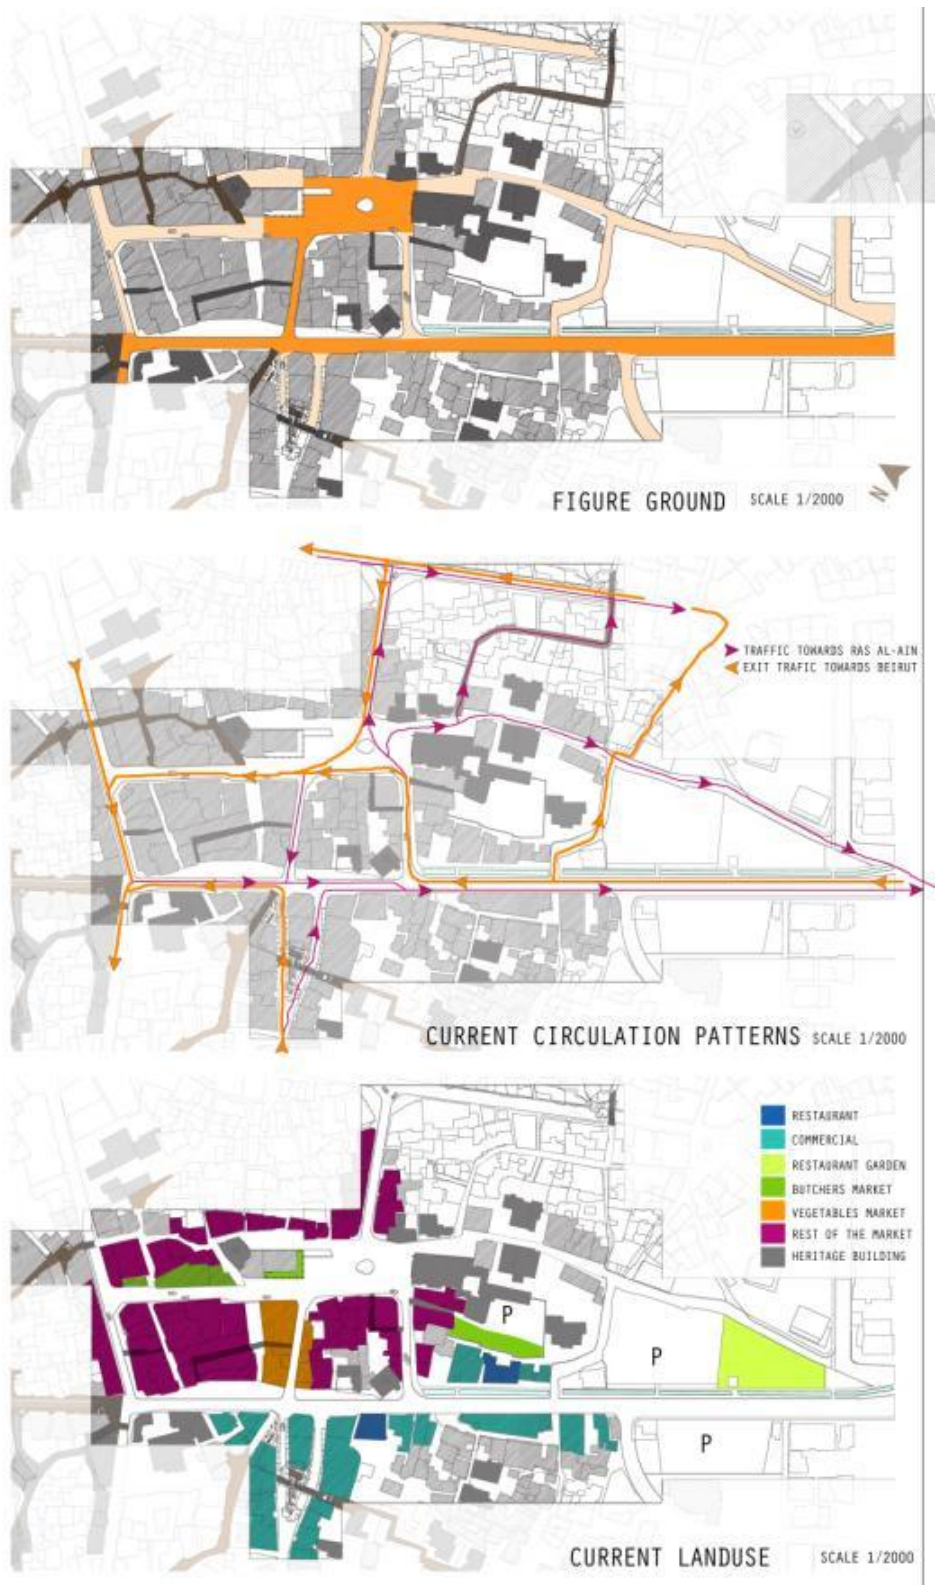 N
FIGURE GROUND SCALE 1/2000
TRAFFIC TOWARDS RAS AL-AIN
EXIT TRAFIC TOWARDS BEIRUT
CURRENT CIRCULATION PATTERNS SCALE 1/2000
RESTAURANT
COMMERCIAL
RESTAURANT GARDEN
BUTCHERS MARKET
VEGETABLES MARKET
REST OF THE MARKET
HERITAGE BUILDING
P
P
P
CURRENT LANDUSE SCALE 1/2000